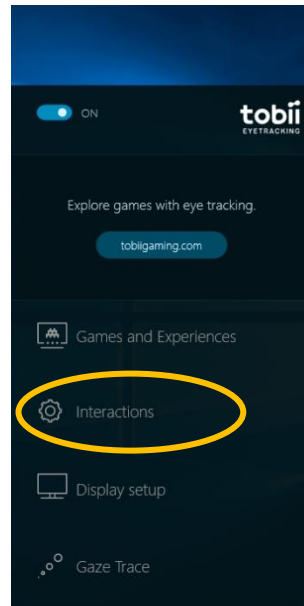 ON
tobii
EYETRACKING
Explore games with eye tracking.
tobiigaming.com
Games and Experiences
Interactions
Display setup
Gaze Trace